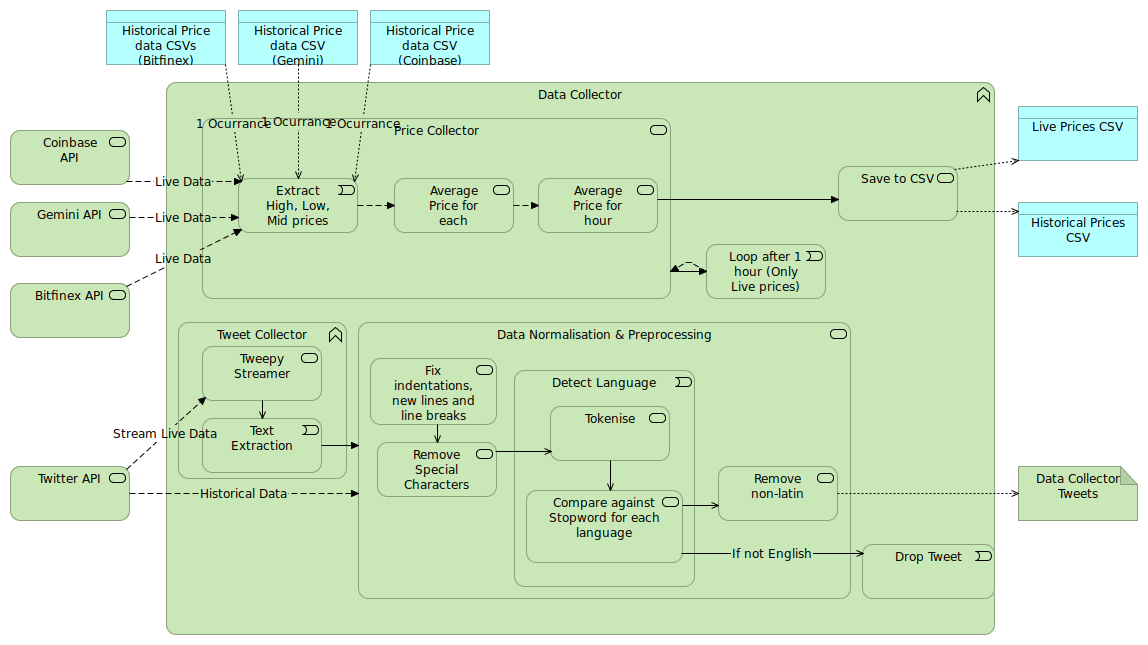 Historical Price
data CSVs
(Bitfinex)
Historical Price
data CSV
(Gemini)
Historical Price
data CSV
(Coinbase)
Data Collector
1 Ocurrance
1 Ocurrance
1 Ocurrance
Price Collector
Coinbase
API
Gemini API
Bitfinex API
Live Data
Live Data
Live Data
Extract
High, Low,
Mid prices
Average
Price for
each
Average
Price for
hour
Save to CSV
Live Prices CSV
Historical Prices
CSV
Loop after 1
hour (Only
Live prices)
Tweet Collector
Tweepy
Streamer
Text
Extraction
Stream Live Data
Twitter API
Historical Data
Data Normalisation & Preprocessing
Fix
indentations,
new lines and
line breaks
Remove
Special
Characters
Detect Language
Tokenise
Compare against
Stopword for each
language
Remove
non-latin
If not English
Drop Tweet
Data Collector
Tweets